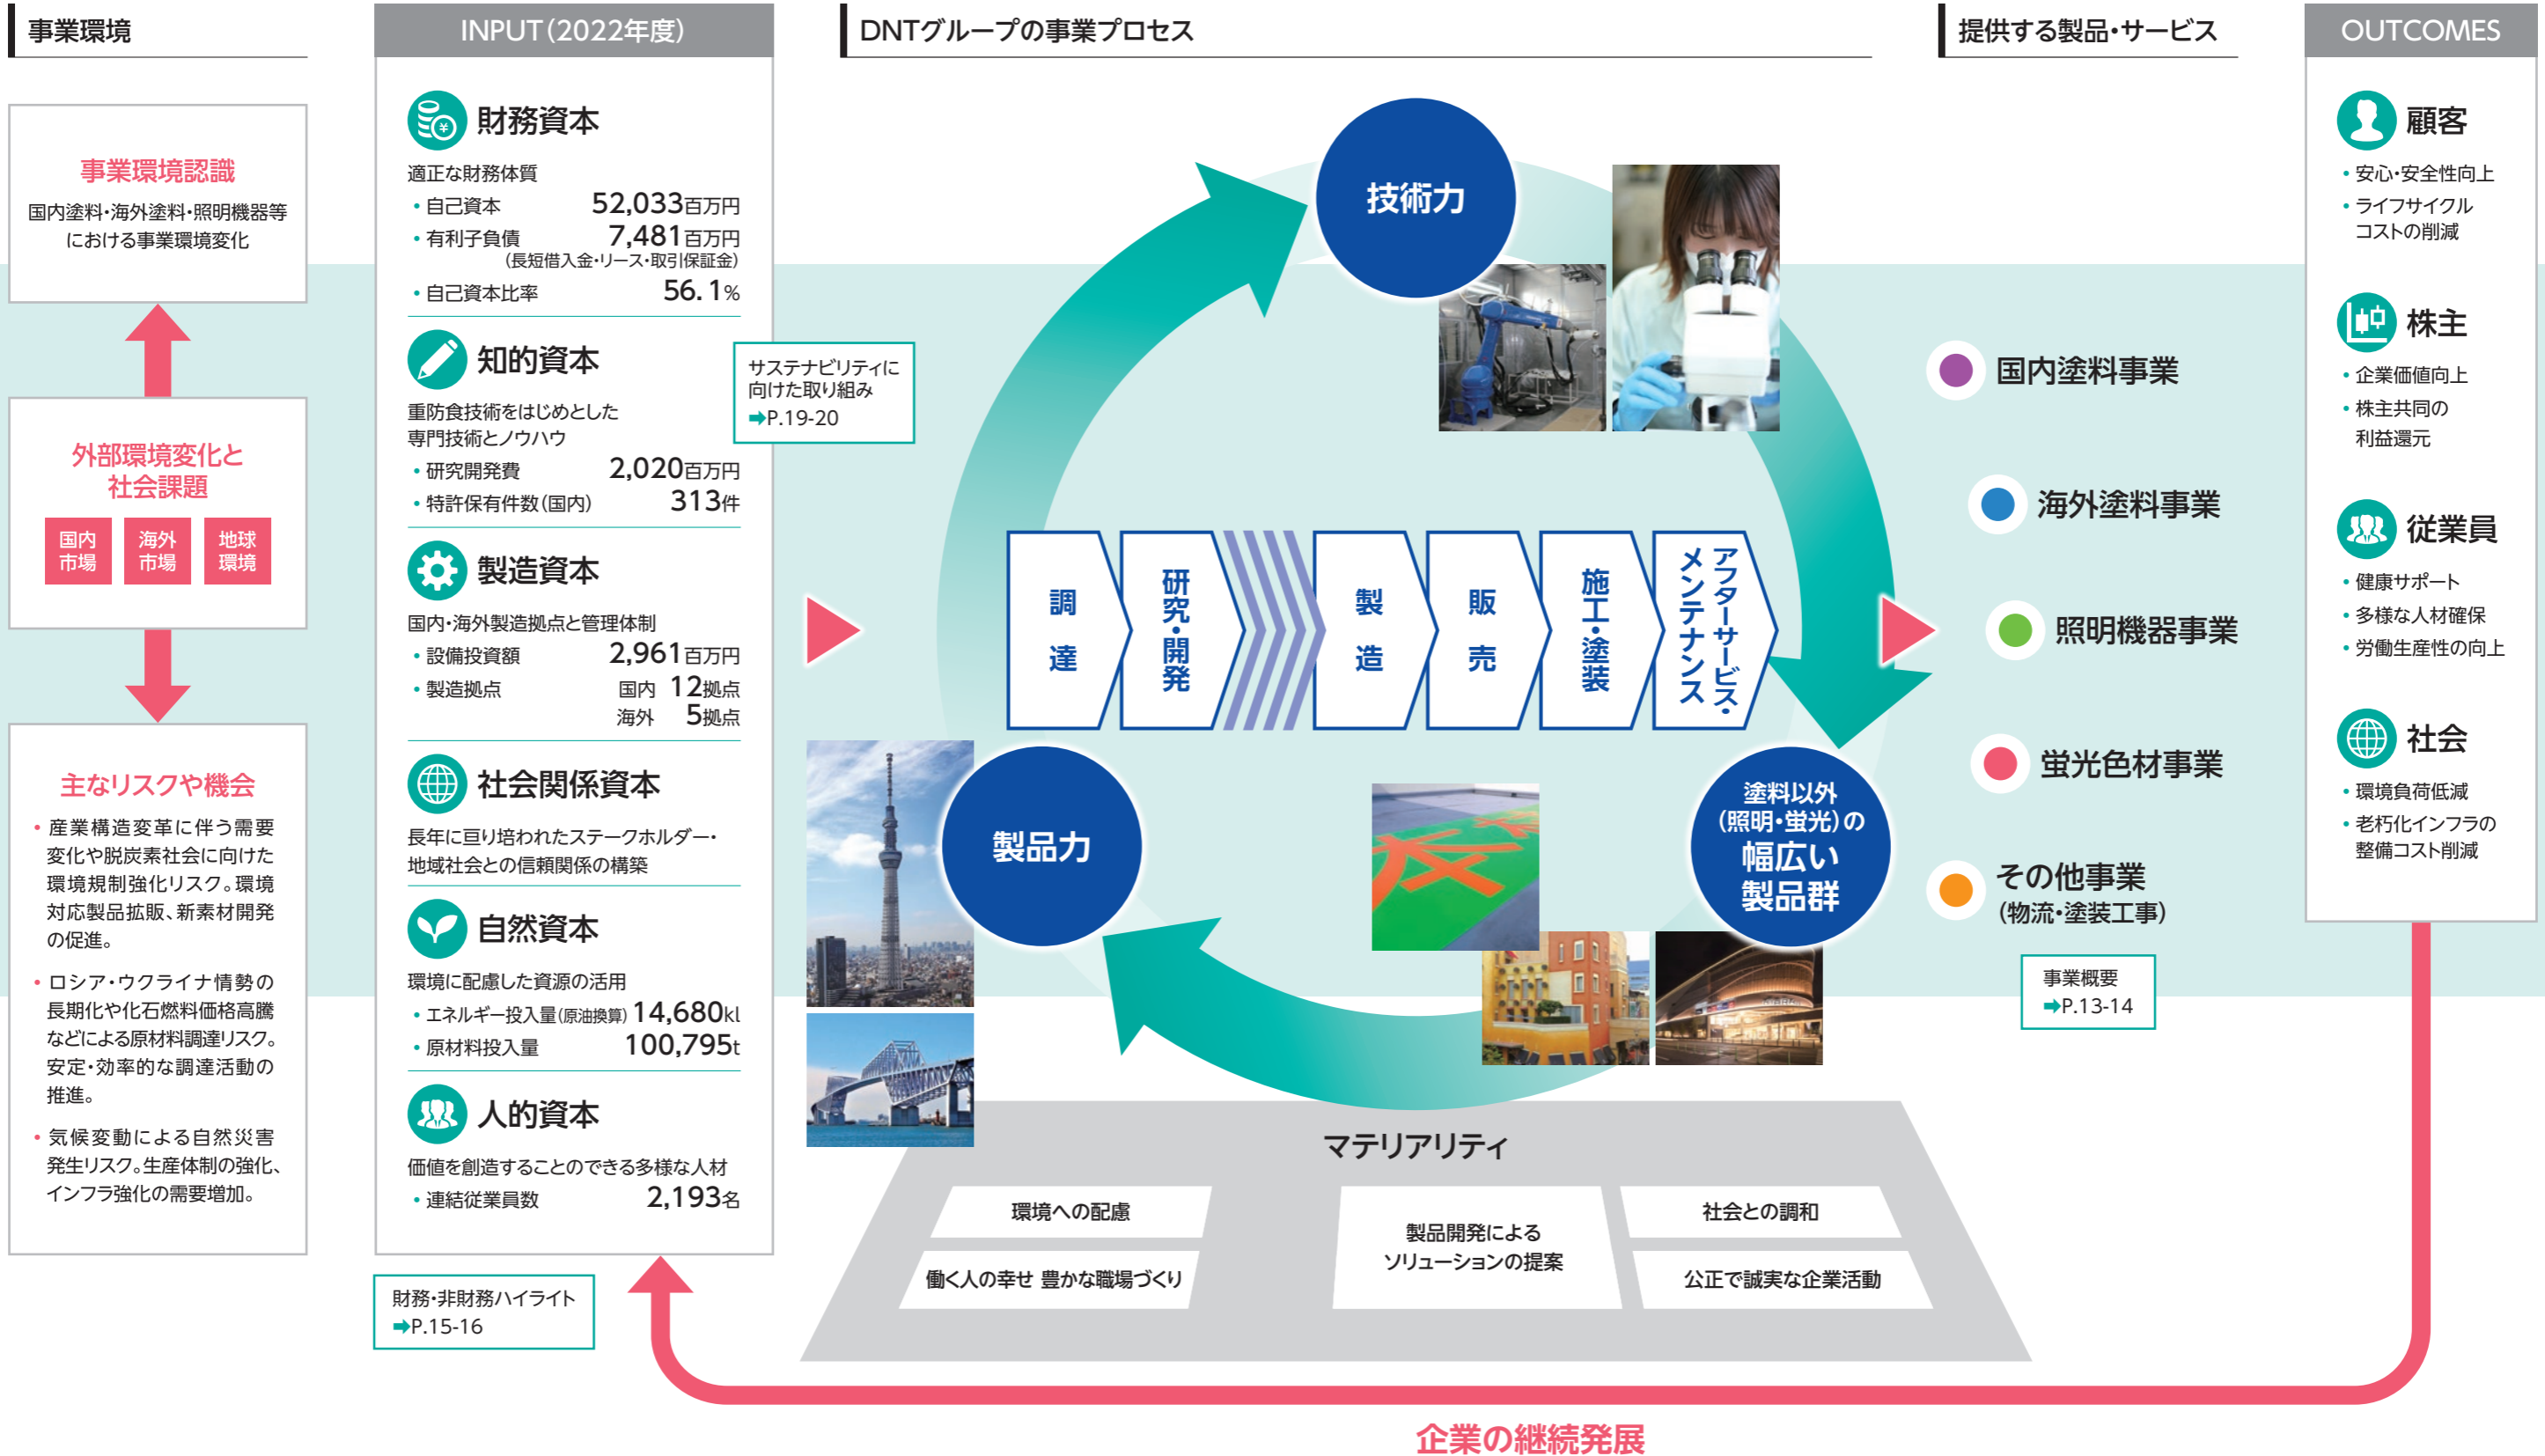 事業環境
事業環境認識
国内塗料・海外塗料・照明機器等
における事業環境変化
外部環境変化と
社会課題
国内
市場
海外
市場
地球
環境
主なリスクや機会
・産業構造変革に伴う需要
変化や脱炭素社会に向けた
環境規制強化リスク。環境
対応製品拡販、新素材開発
の促進。
・ロシア・ウクライナ情勢の
長期化や化石燃料価格高騰
などによる原材料調達リスク。
安定・効率的な調達活動の
推進。
・気候変動による自然災害
発生リスク。生産体制の強化、
インフラ強化の需要増加。
INPUT(2022年度)
財務資本
適正な財務体質
・自己資本 52,033百万円
・有利子負債 7,481百万円
(長短借入金・リース・取引保証金)
・自己資本比率 56.1%
知的資本
重防食技術をはじめとした
専門技術とノウハウ
・研究開発費 2,020百万円
・特許保有件数(国内) 313件
製造資本
国内・海外製造拠点と管理体制
・設備投資額 2,961百万円
・製造拠点 国内 12拠点
海外 5拠点
社会関係資本
長年に亘り培われたステークホルダー・
地域社会との信頼関係の構築
自然資本
環境に配慮した資源の活用
・エネルギー投入量(原油換算) 14,680kl
・原材料投入量 100,795t
人的資本
価値を創造することのできる多様な人材
・連結従業員数 2,193名
財務・非財務ハイライト
➡P.15-16
サステナビリティに
向けた取り組み
➡P.19-20
DNTグループの事業プロセス
技術力
調達
研究・開発
製造
販売
施工・塗装
アフターサービス・
メンテナンス
製品力
塗料以外
(照明・蛍光)の
幅広い
製品群
マテリアリティ
環境への配慮
働く人の幸せ 豊かな職場づくり
製品開発による
ソリューションの提案
社会との調和
公正で誠実な企業活動
提供する製品・サービス
国内塗料事業
海外塗料事業
照明機器事業
蛍光色材事業
その他事業
(物流・塗装工事)
事業概要
➡P.13-14
OUTCOMES
顧客
・安心・安全性向上
・ライフサイクル
コストの削減
株主
・企業価値向上
・株主共同の
利益還元
従業員
・健康サポート
・多様な人材確保
・労働生産性の向上
社会
・環境負荷低減
・老朽化インフラの
整備コスト削減
企業の継続発展